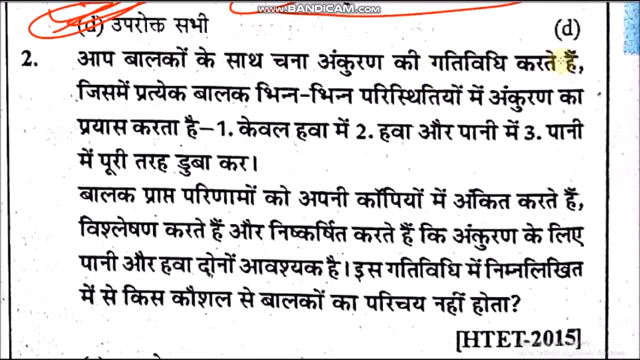 WWW.BANDICAM.COM
(d) उपरोक्त सभी (d)
2. आप बालकों के साथ चना अंकुरण की गतिविधि करते हैं,
जिसमें प्रत्येक बालक भिन्न-भिन्न परिस्थितियों में अंकुरण का
प्रयास करता है–1. केवल हवा में 2. हवा और पानी में 3. पानी
में पूरी तरह डुबा कर।
बालक प्राप्त परिणामों को अपनी कॉपियों में अंकित करते हैं,
विश्लेषण करते हैं और निष्कर्षित करते हैं कि अंकुरण के लिए
पानी और हवा दोनों आवश्यक है। इस गतिविधि में निम्नलिखित
में से किस कौशल से बालकों का परिचय नहीं होता?
[HTET-2015]